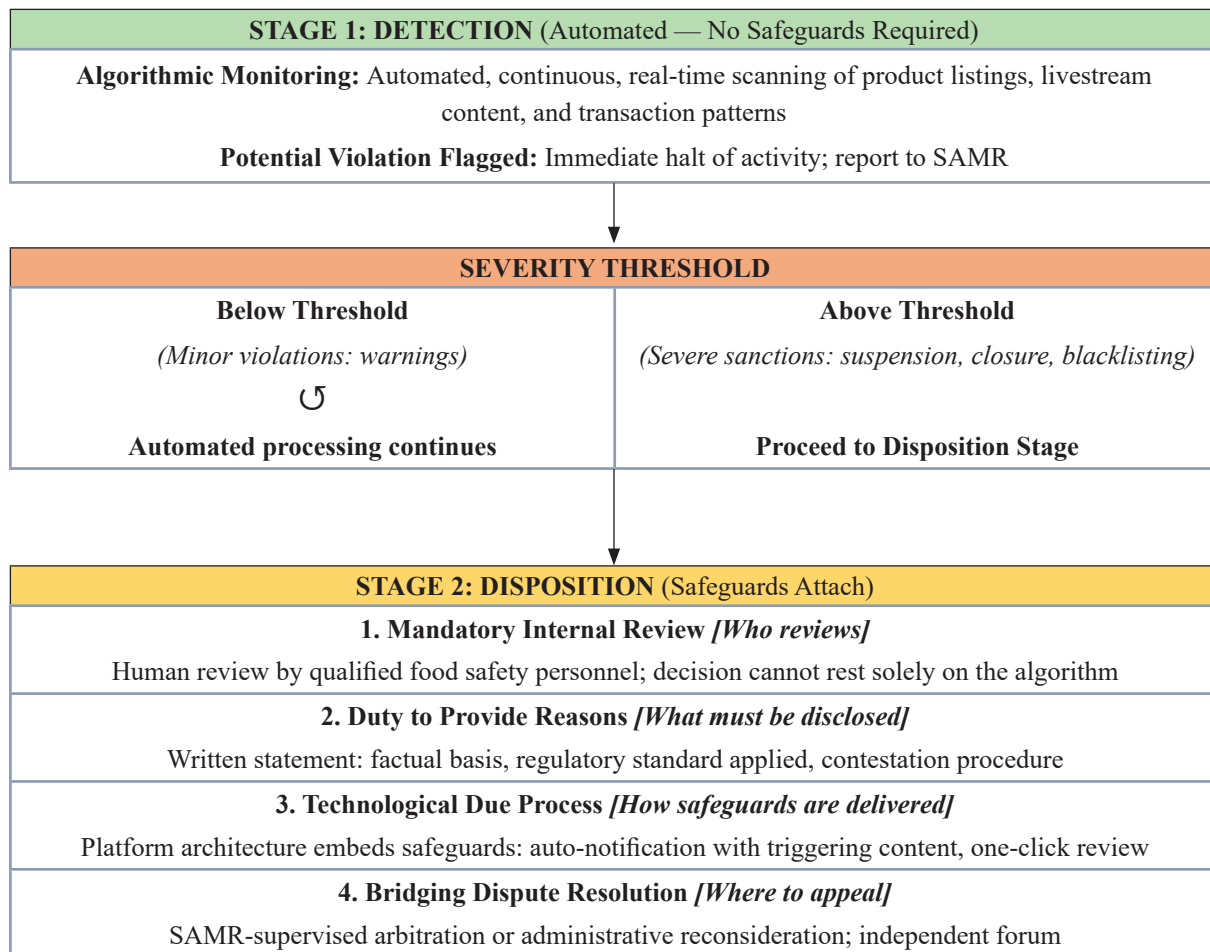 STAGE 1: DETECTION (Automated — No Safeguards Required)
Algorithmic Monitoring: Automated, continuous, real-time scanning of product listings, livestream
content, and transaction patterns
Potential Violation Flagged: Immediate halt of activity; report to SAMR
SEVERITY THRESHOLD
Below Threshold
(Minor violations: warnings)
↺
Automated processing continues
Above Threshold
(Severe sanctions: suspension, closure, blacklisting)
Proceed to Disposition Stage
STAGE 2: DISPOSITION (Safeguards Attach)
1. Mandatory Internal Review [Who reviews]
Human review by qualified food safety personnel; decision cannot rest solely on the algorithm
2. Duty to Provide Reasons [What must be disclosed]
Written statement: factual basis, regulatory standard applied, contestation procedure
3. Technological Due Process [How safeguards are delivered]
Platform architecture embeds safeguards: auto-notification with triggering content, one-click review
4. Bridging Dispute Resolution [Where to appeal]
SAMR-supervised arbitration or administrative reconsideration; independent forum